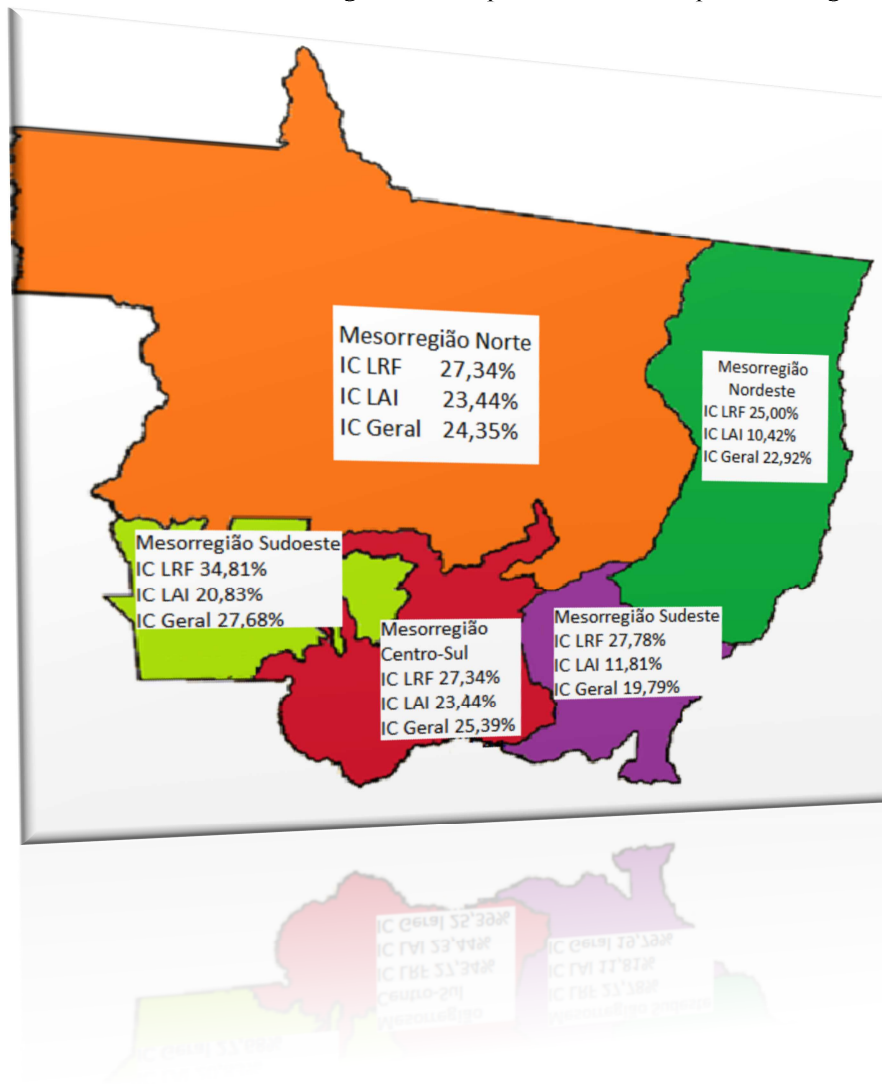 Mesorregião Norte
IC LRF 27,34%
IC LAI 23,44%
IC Geral 24,35%
Mesorregião
Nordeste
IC LRF 25,00%
IC LAI 10,42%
IC Geral 22,92%
Mesorregião Sudoeste
IC LRF 34,81%
IC LAI 20,83%
IC Geral 27,68%
Mesorregião
Centro-Sul
IC LRF 27,34%
IC LAI 23,44%
IC Geral 25,39%
Mesorregião Sudeste
IC LRF 27,78%
IC LAI 11,81%
IC Geral 19,79%